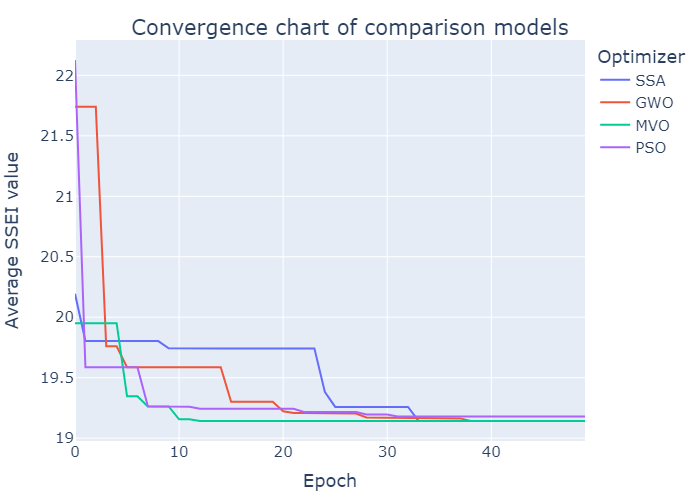 Convergence chart of comparison models
Optimizer
SSA
GWO
MVO
PSO
Average SSEI value
22
21.5
21
20.5
20
19.5
19
0 10 20 30 40
Epoch